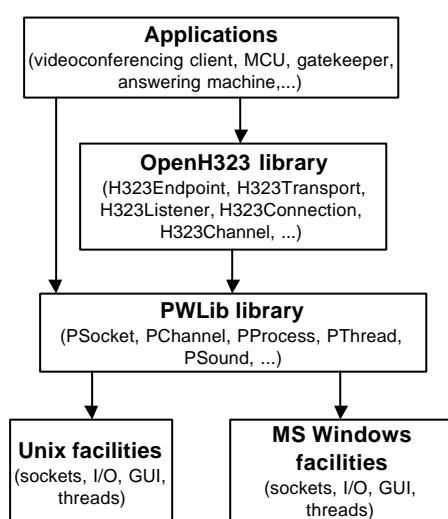 Applications
(videoconferencing client, MCU, gatekeeper,
answering machine,...)
OpenH323 library
(H323Endpoint, H323Transport,
H323Listener, H323Connection,
H323Channel, ...)
PWLib library
(PSocket, PChannel, PProcess, PThread,
PSound, ...)
Unix facilities
(sockets, I/O, GUI,
threads)
MS Windows
facilities
(sockets, I/O, GUI,
threads)